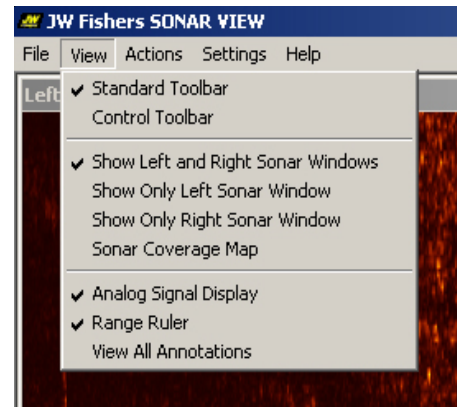 JW Fishers SONAR VIEW
File View Actions Settings Help
Left
Standard Toolbar
Control Toolbar
Show Left and Right Sonar Windows
Show Only Left Sonar Window
Show Only Right Sonar Window
Sonar Coverage Map
Analog Signal Display
Range Ruler
View All Annotations